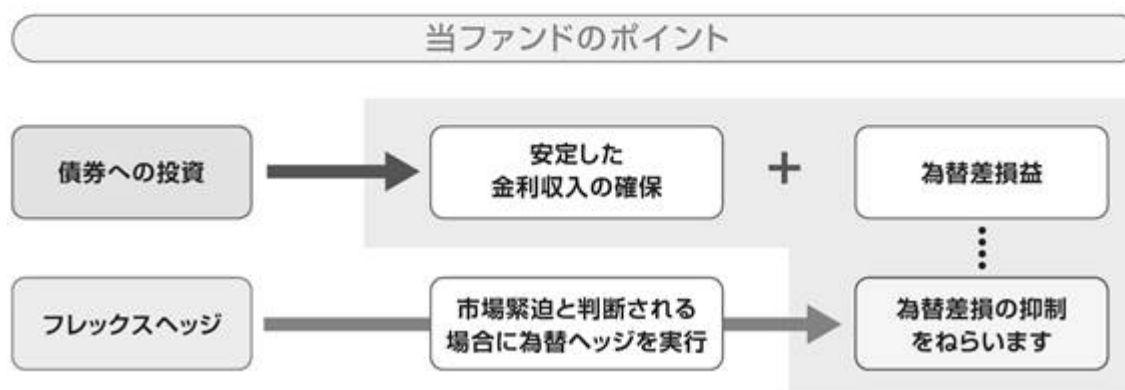 当ファンドのポイント
債券への投資
安定した
金利収入の確保
+
為替差損益
フレックスヘッジ
市場緊迫と判断される
場合に為替ヘッジを実行
為替差損の抑制
をねらいます